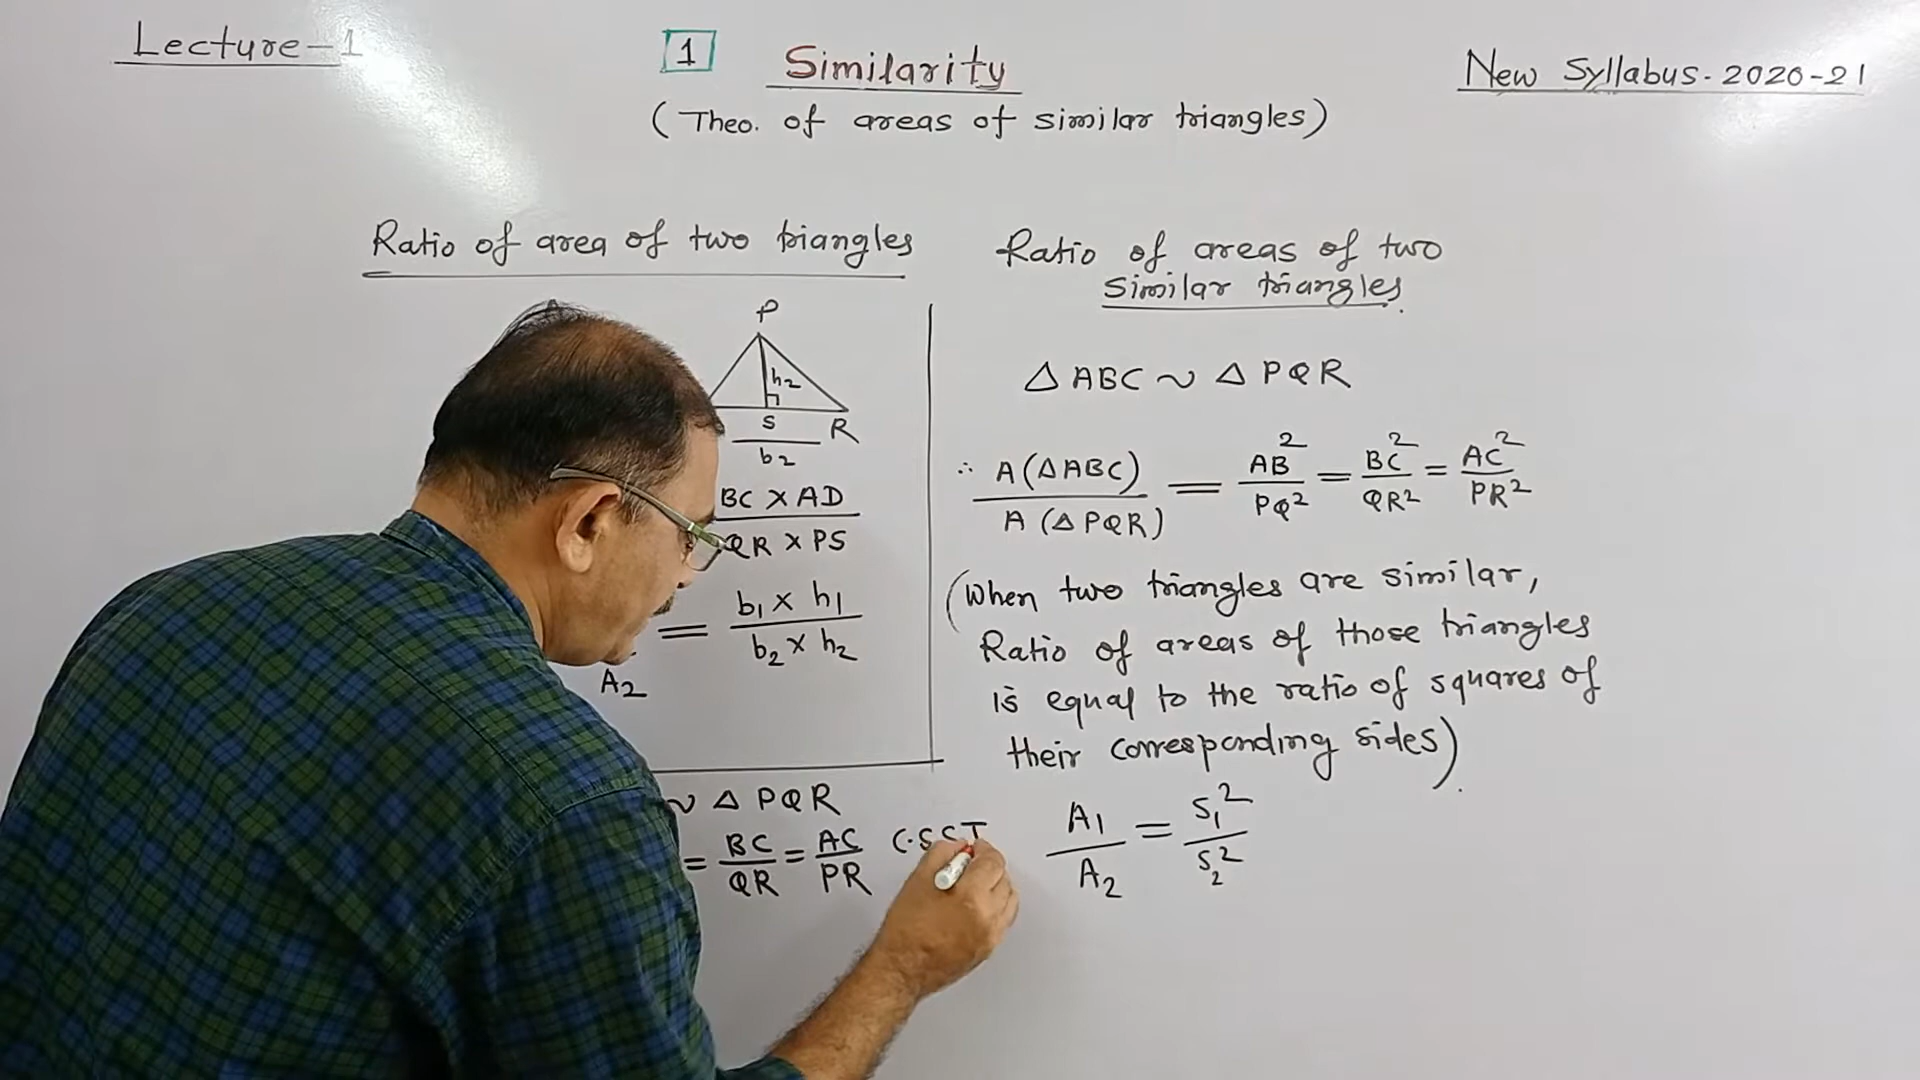 Lecture-1
1 Similarity
New Syllabus. 2020-21
(Theo. of areas of similar triangles)
Ratio of area of two triangles
P
h2
S R
b2
BC × AD
QR × PS
= b1 × h1
b2 × h2
A2
~ △ PQR
= BC = AC C.SST
QR PR
Ratio of areas of two
Similar triangles.
△ ABC ~ △ PQR
∴ A(△ABC) = AB² = BC² = AC²
A(△PQR) PQ² QR² PR²
(When two triangles are similar,
Ratio of areas of those triangles
is equal to the ratio of squares of
their corresponding sides).
A1 = S1²
A2 S2²